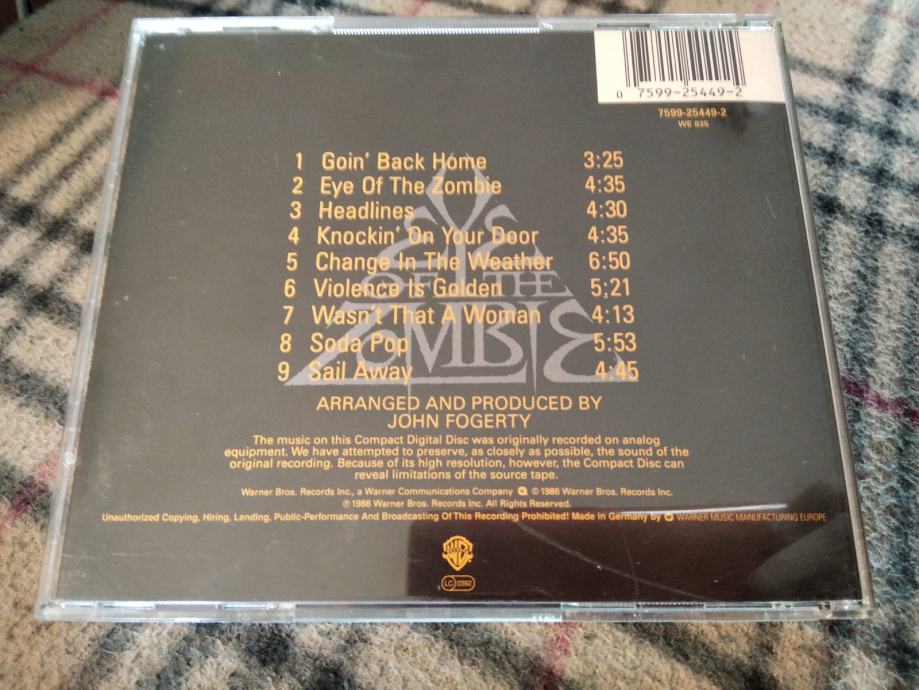 0 7599-25449-2
7599-25449-2
WE 835
1 Goin' Back Home 3:25
2 Eye Of The Zombie 4:35
3 Headlines 4:30
4 Knockin' On Your Door 4:35
5 Change In The Weather 6:50
6 Violence Is Golden 5:21
7 Wasn't That A Woman 4:13
8 Soda Pop 5:53
9 Sail Away 4:45
EYE
OF THE
ZOMBIE
ARRANGED AND PRODUCED BY
JOHN FOGERTY
The music on this Compact Digital Disc was originally recorded on analog
equipment. We have attempted to preserve, as closely as possible, the sound of the
original recording. Because of its high resolution, however, the Compact Disc can
reveal limitations of the source tape.
Warner Bros. Records Inc., a Warner Communications Company © 1986 Warner Bros. Records Inc.
℗ 1986 Warner Bros. Records Inc. All Rights Reserved.
Unauthorized Copying, Hiring, Lending, Public-Performance And Broadcasting Of This Recording Prohibited! Made in Germany by WARNER MUSIC MANUFACTURING EUROPE
LC 0392